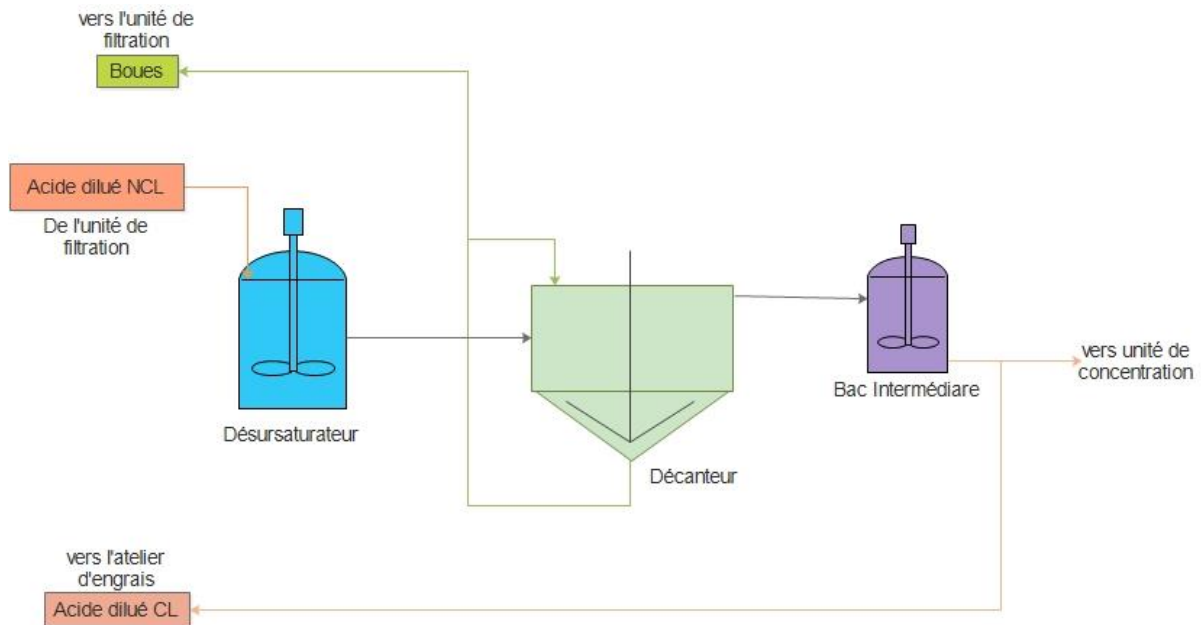 vers l'unité de
filtration
Boues
Acide dilué NCL
De l'unité de
filtration
Désursaturateur
Décanteur
Bac Intermédiare
vers unité de
concentration
vers l'atelier
d'engrais
Acide dilué CL